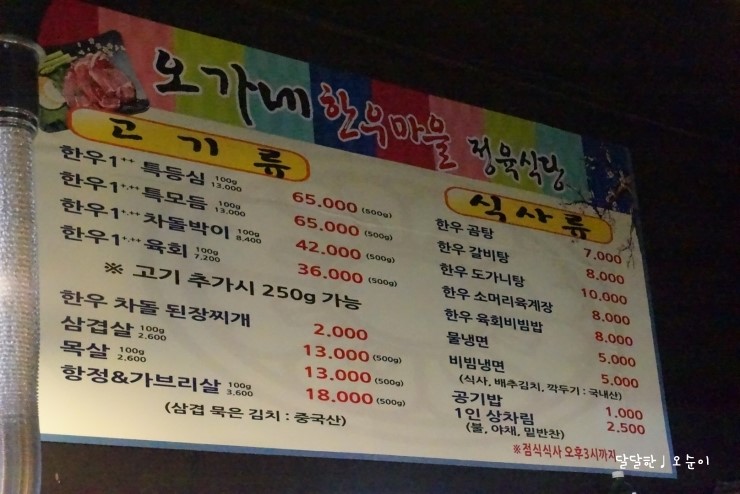 오가네 한우마을 정육식당
고기류
한우1++ 특등심 100g 13.000 65.000 (500g)
한우1+.++ 특모듬 100g 13.000 65.000 (500g)
한우1+.++ 차돌박이 100g 8.400 42.000 (500g)
한우1+.++ 육회 100g 7.200 36.000 (500g)
※ 고기 추가시 250g 가능
한우 차돌 된장찌개 2.000
삼겹살 100g 2.600 13.000 (500g)
목살 100g 2.600 13.000 (500g)
항정&가브리살 100g 3.600 18.000 (500g)
(삼겹 묵은 김치 : 중국산)
식사류
한우 곰탕 7.000
한우 갈비탕 8.000
한우 도가니탕 10.000
한우 소머리육계장 8.000
한우 육회비빔밥 8.000
물냉면 5.000
비빔냉면 5.000
(식사, 배추김치, 깍두기 : 국내산)
공기밥 1.000
1인 상차림 2.500
(불, 야채, 밑반찬)
※점식식사 오후3시까지
달달한 J 오순이